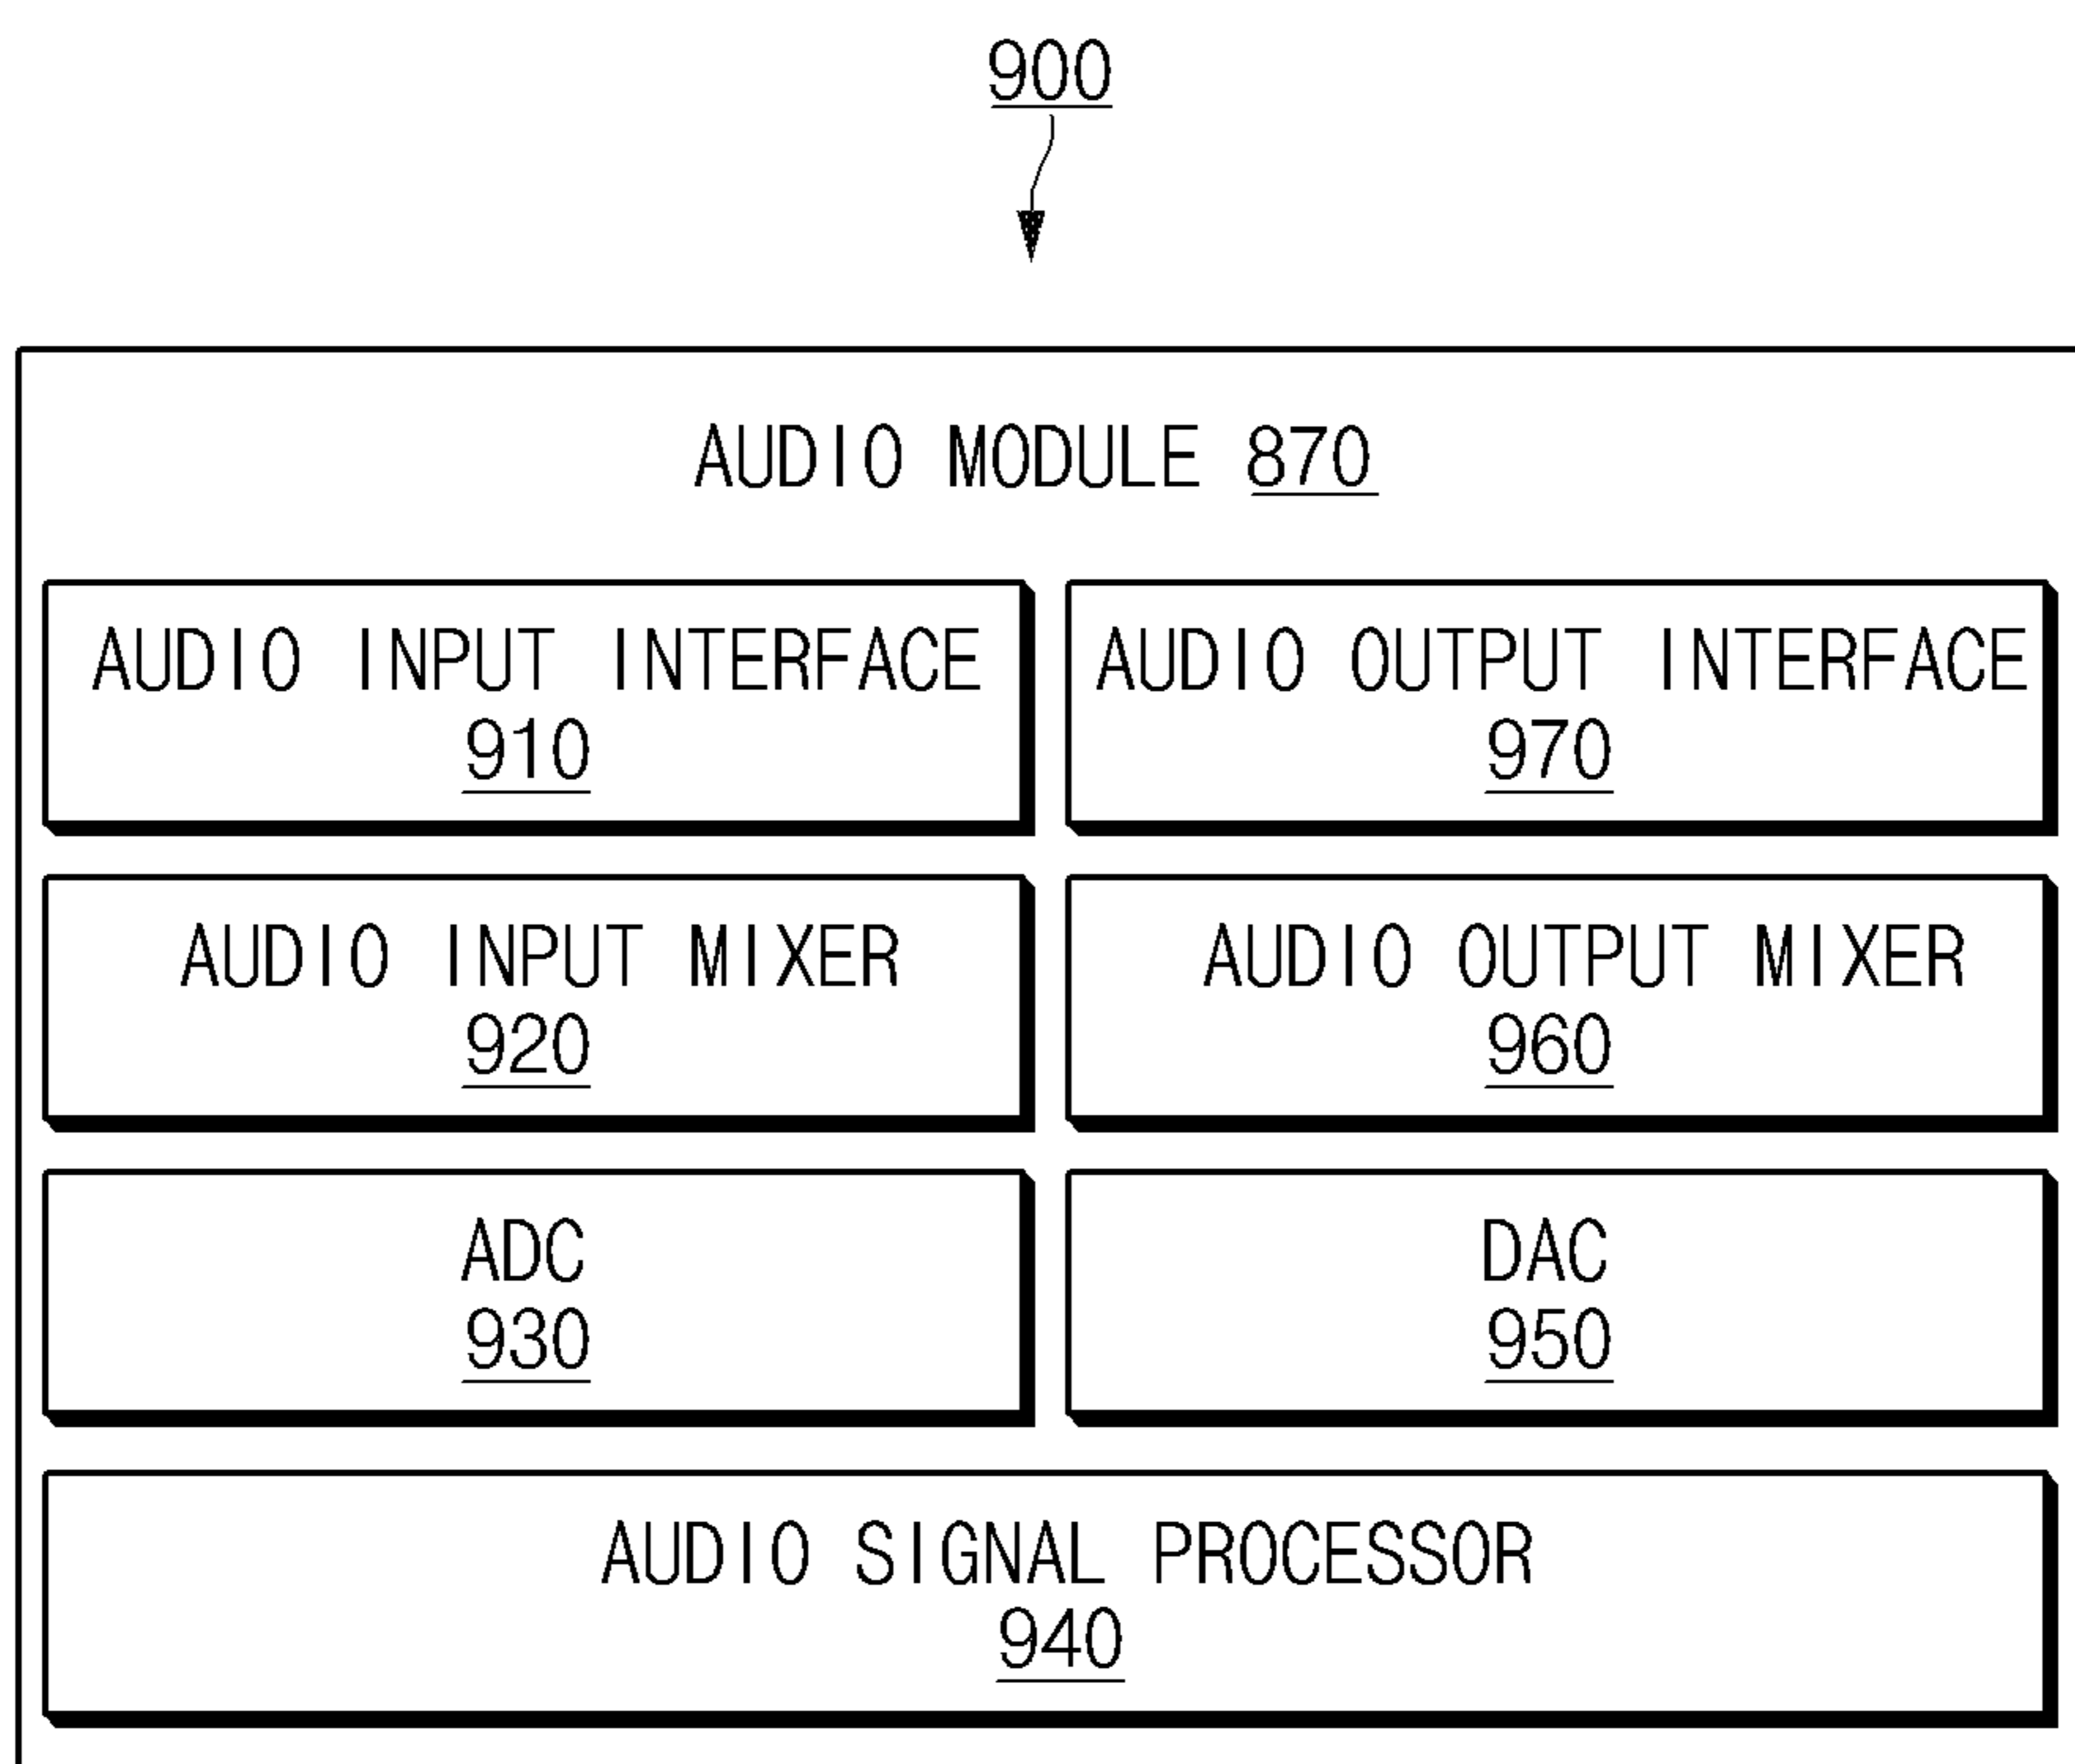 900
AUDIO MODULE 870
AUDIO INPUT INTERFACE
910
AUDIO OUTPUT INTERFACE
970
AUDIO INPUT MIXER
920
AUDIO OUTPUT MIXER
960
ADC
930
DAC
950
AUDIO SIGNAL PROCESSOR
940